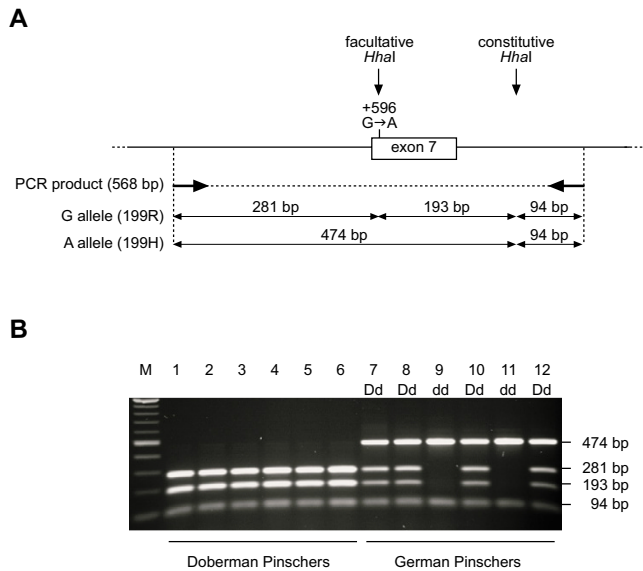 A
facultative constitutive
HhaI HhaI
+596
G→A
exon 7
PCR product (568 bp)
281 bp 193 bp 94 bp
G allele (199R)
474 bp 94 bp
A allele (199H)
B
M 1 2 3 4 5 6 7 8 9 10 11 12
Dd Dd dd Dd dd Dd
474 bp
281 bp
193 bp
94 bp
Doberman Pinschers German Pinschers